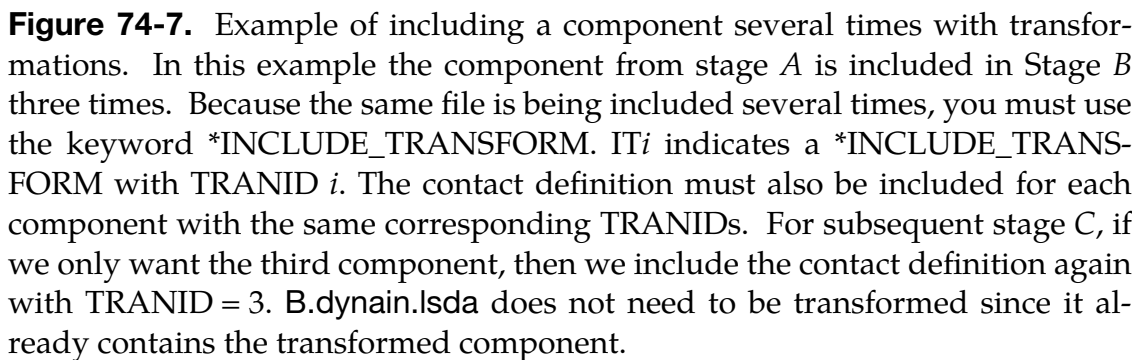 Figure 74-7. Example of including a component several times with transfor-
mations. In this example the component from stage A is included in Stage B
three times. Because the same file is being included several times, you must use
the keyword *INCLUDE_TRANSFORM. ITi indicates a *INCLUDE_TRANS-
FORM with TRANID i. The contact definition must also be included for each
component with the same corresponding TRANIDs. For subsequent stage C, if
we only want the third component, then we include the contact definition again
with TRANID = 3. B.dynain.lsda does not need to be transformed since it al-
ready contains the transformed component.